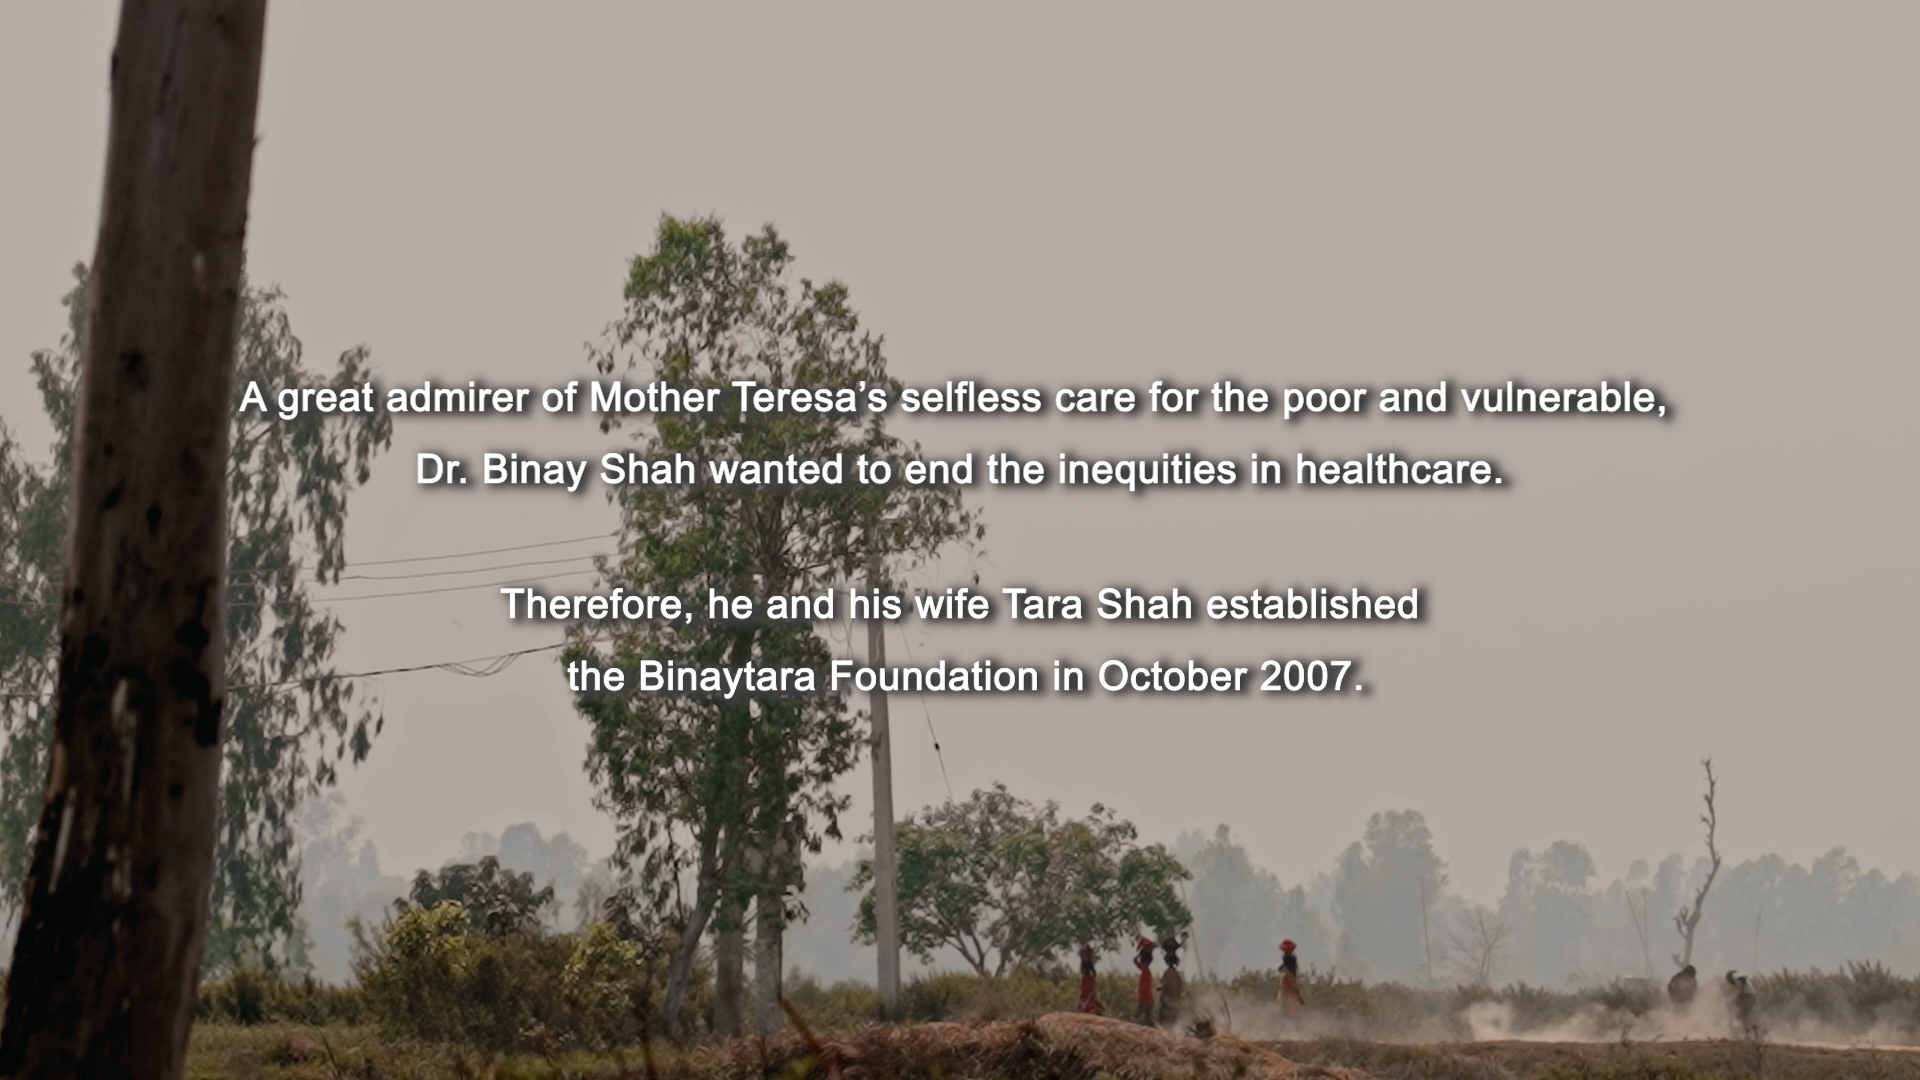 A great admirer of Mother Teresa’s selfless care for the poor and vulnerable,
Dr. Binay Shah wanted to end the inequities in healthcare.
Therefore, he and his wife Tara Shah established
the Binaytara Foundation in October 2007.